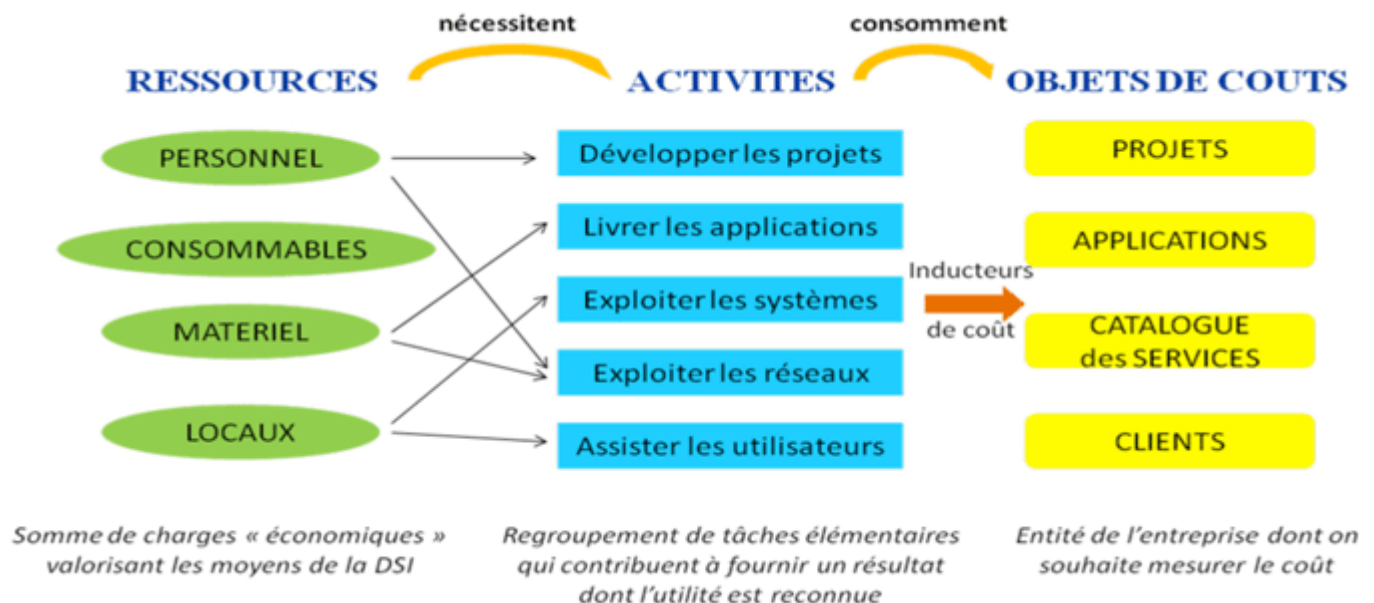 nécessitent
consomment
RESSOURCES
ACTIVITES
OBJETS DE COUTS
PERSONNEL
CONSOMMABLES
MATERIEL
LOCAUX
Développer les projets
Livrer les applications
Exploiter les systèmes
Exploiter les réseaux
Assister les utilisateurs
Inducteurs
de coût
PROJETS
APPLICATIONS
CATALOGUE
des SERVICES
CLIENTS
Somme de charges « économiques »
valorisant les moyens de la DSI
Regroupement de tâches élémentaires
qui contribuent à fournir un résultat
dont l'utilité est reconnue
Entité de l'entreprise dont on
souhaite mesurer le coût